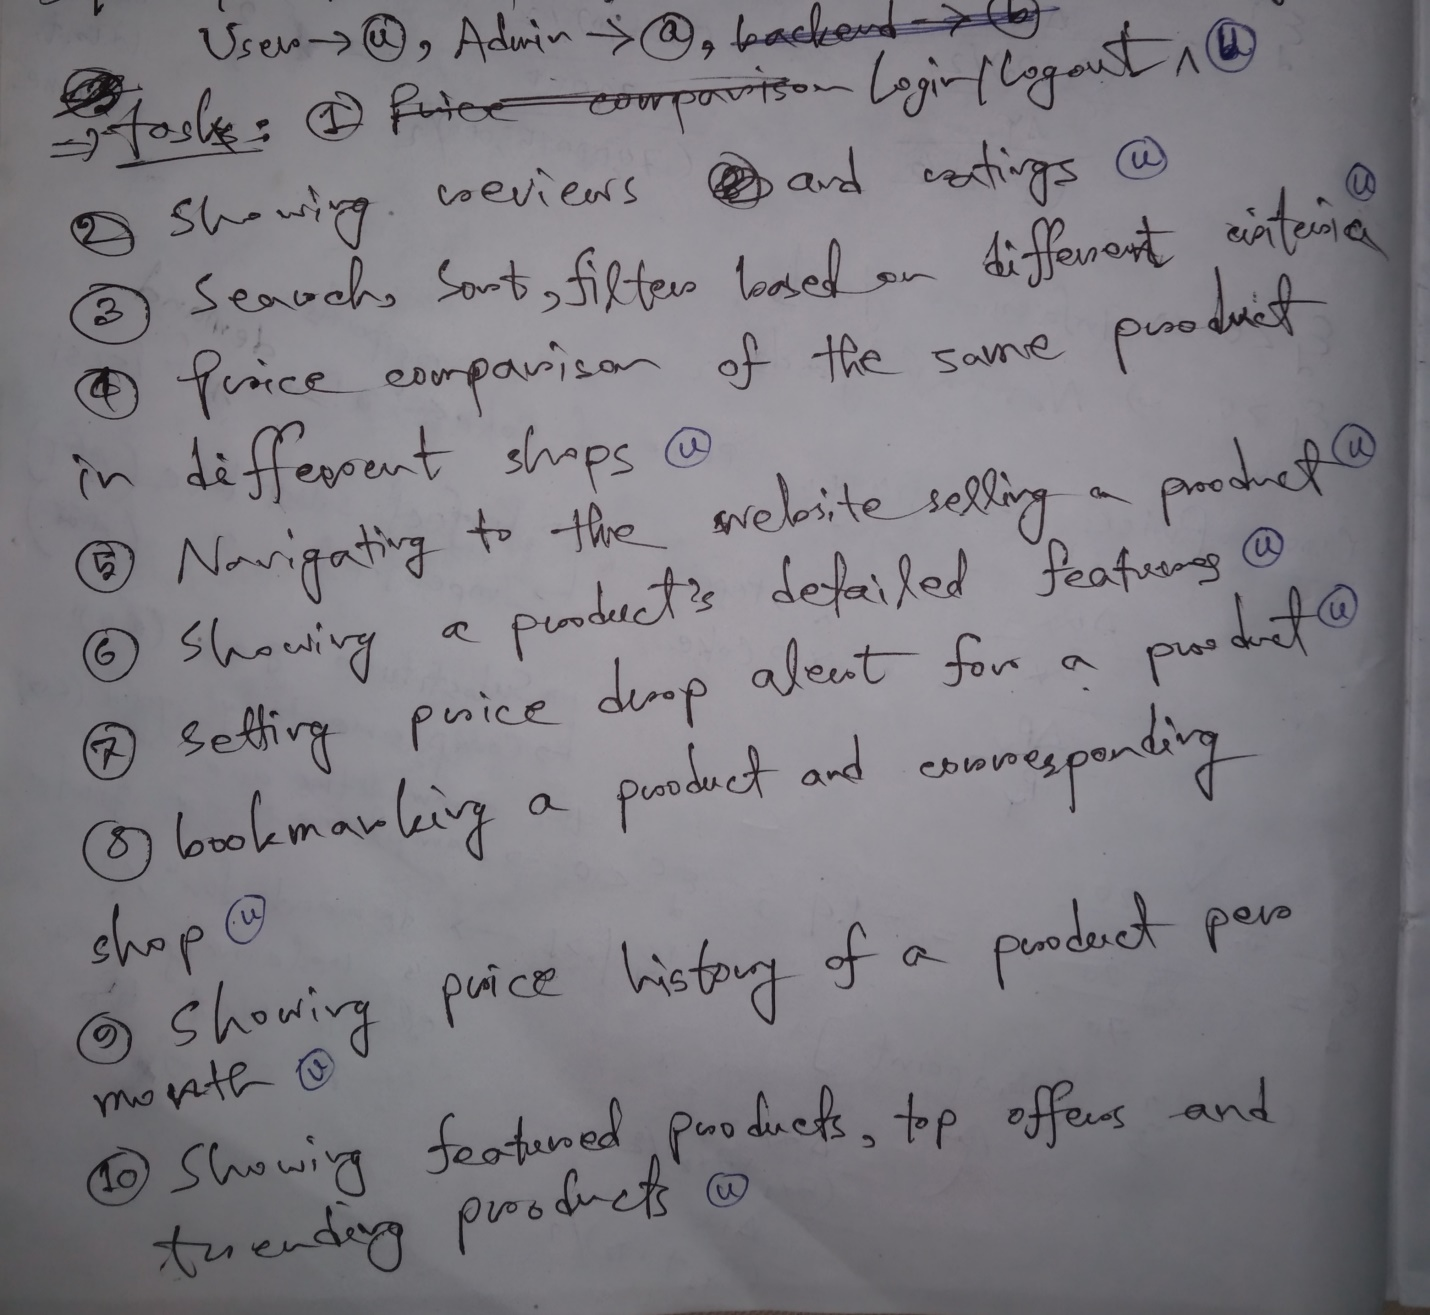 User → ⓤ, Admin → ⓐ, backend → ⓑ
⇒ Tasks: ① Price comparison Login/logout ⓤ
② Showing reviews and ratings ⓤ
③ Search, Sort, filter based on different criteria ⓤ
④ Price comparison of the same product
in different shops ⓤ
⑤ Navigating to the website selling a product ⓤ
⑥ Showing a product's detailed features ⓤ
⑦ Setting price drop alert for a product ⓤ
⑧ bookmarking a product and corresponding
shop ⓤ
⑨ Showing price history of a product per
month ⓤ
⑩ Showing featured products, top offers and
trending products ⓤ